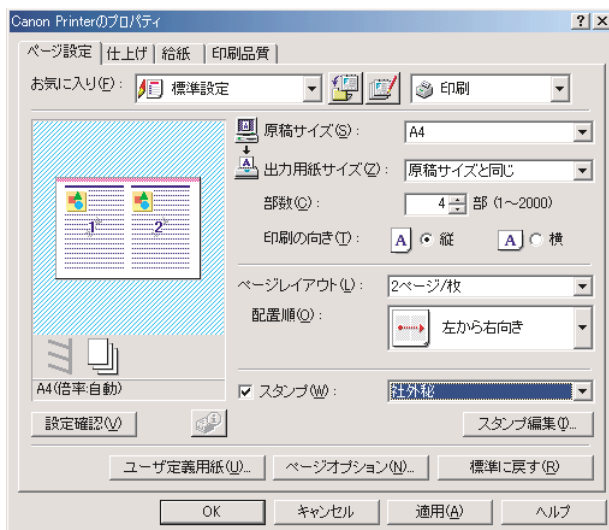 Canon Printerのプロパティ
ページ設定 仕上げ 給紙 印刷品質
お気に入り(F): 標準設定 印刷
原稿サイズ(S): A4
出力用紙サイズ(Z): 原稿サイズと同じ
部数(C): 4 部 (1～2000)
印刷の向き(T): A 縦 A 横
1 2
ページレイアウト(L): 2ページ/枚
配置順(O): 左から右向き
A4(倍率:自動)
スタンプ(W): 社外秘
設定確認(V) スタンプ編集(I)...
ユーザ定義用紙(U)... ページオプション(N)... 標準に戻す(R)
OK キャンセル 適用(A) ヘルプ